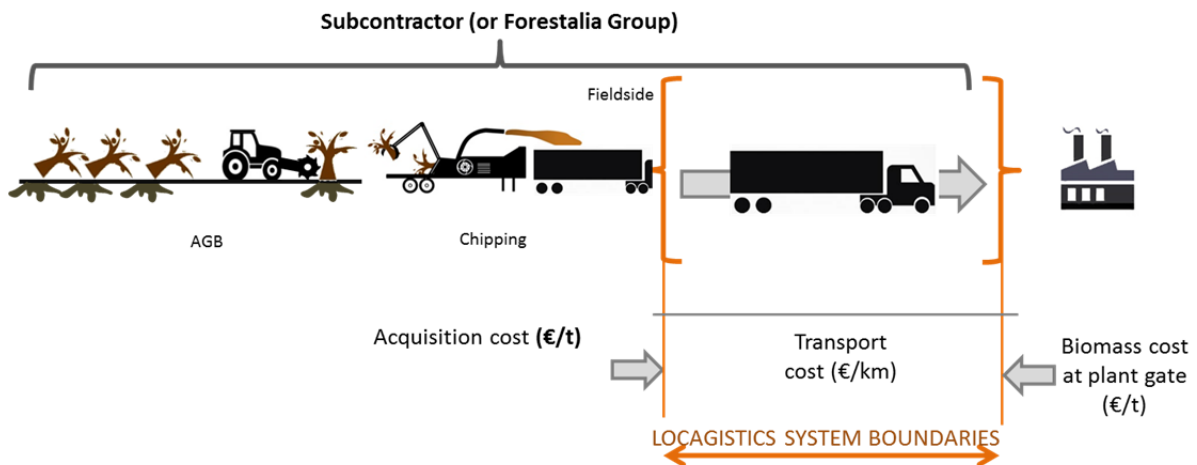 Subcontractor (or Forestalia Group)
Fieldside
AGB
Chipping
Acquisition cost (€/t)
Transport
cost (€/km)
Biomass cost
at plant gate
(€/t)
LOCAGISTICS SYSTEM BOUNDARIES